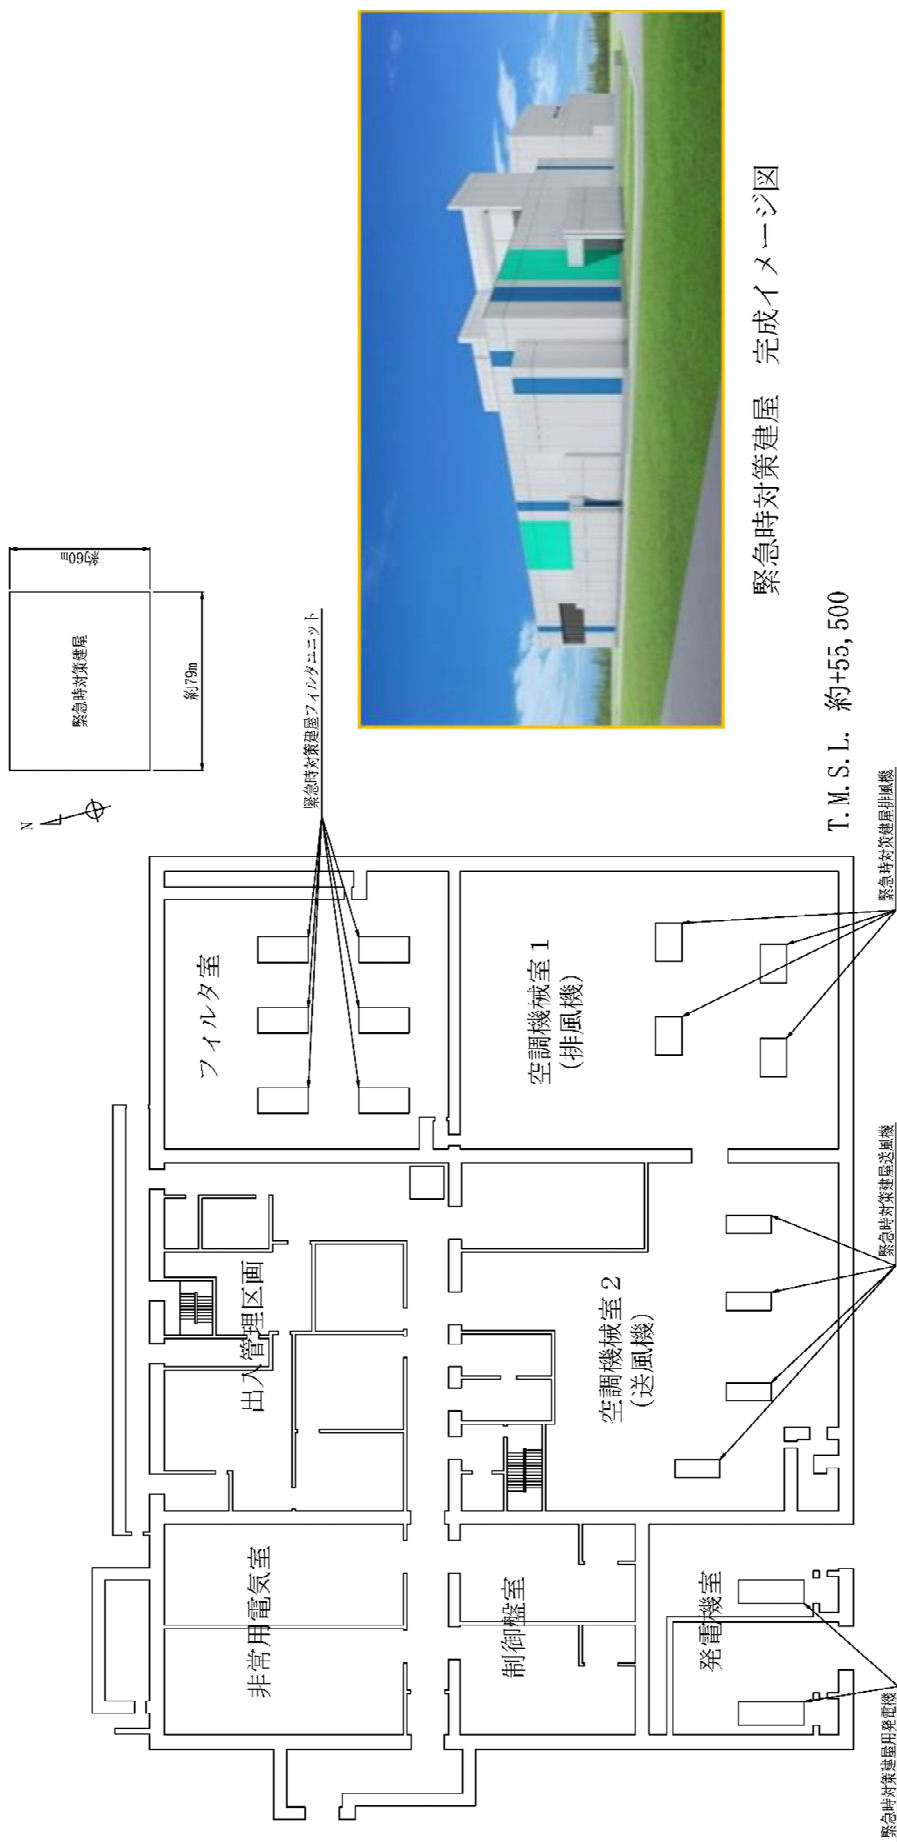 N
緊急時対策建屋
約60m
約79m
緊急時対策建屋フィルタユニット
フィルタ室
出入管理区画
非常用電気室
空調機械室1
(排風機)
空調機械室2
(送風機)
制御盤室
発電機室
緊急時対策建屋用発電機
緊急時対策建屋送風機
緊急時対策建屋排風機
T.M.S.L. 約+55,500
緊急時対策建屋 完成イメージ図